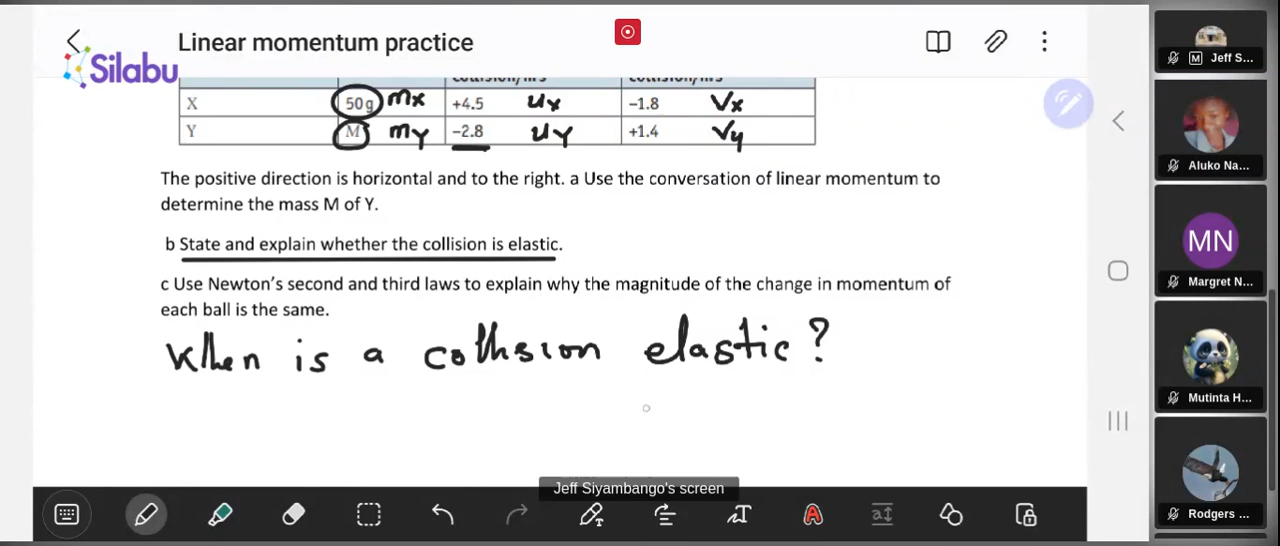 Linear momentum practice
Silabu
collision/ms collision/ms
X 50g mx +4.5 ux −1.8 Vx
Y M my −2.8 uy +1.4 Vy
The positive direction is horizontal and to the right. a Use the conversation of linear momentum to
determine the mass M of Y.
b State and explain whether the collision is elastic.
c Use Newton's second and third laws to explain why the magnitude of the change in momentum of
each ball is the same.
When is a collision elastic?
Jeff Siyambango's screen
M Jeff S...
Aluko Na...
MN
Margret N...
Mutinta H...
Rodgers ...